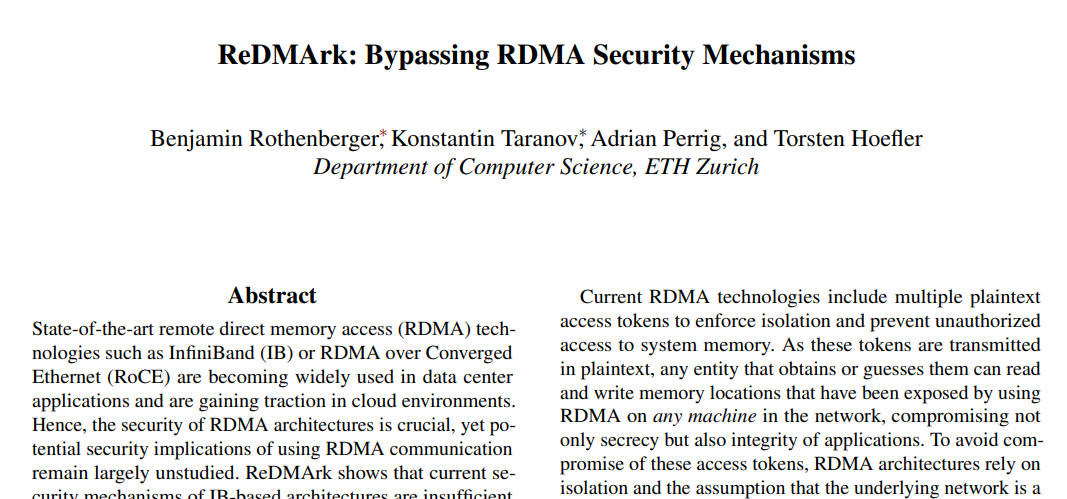 ReDMArk: Bypassing RDMA Security Mechanisms
Benjamin Rothenberger,* Konstantin Taranov,* Adrian Perrig, and Torsten Hoefler
Department of Computer Science, ETH Zurich
Abstract
State-of-the-art remote direct memory access (RDMA) tech-
nologies such as InfiniBand (IB) or RDMA over Converged
Ethernet (RoCE) are becoming widely used in data center
applications and are gaining traction in cloud environments.
Hence, the security of RDMA architectures is crucial, yet po-
tential security implications of using RDMA communication
remain largely unstudied. ReDMArk shows that current se-
curity mechanisms of IB-based architectures are insufficient
Current RDMA technologies include multiple plaintext
access tokens to enforce isolation and prevent unauthorized
access to system memory. As these tokens are transmitted
in plaintext, any entity that obtains or guesses them can read
and write memory locations that have been exposed by using
RDMA on any machine in the network, compromising not
only secrecy but also integrity of applications. To avoid com-
promise of these access tokens, RDMA architectures rely on
isolation and the assumption that the underlying network is a